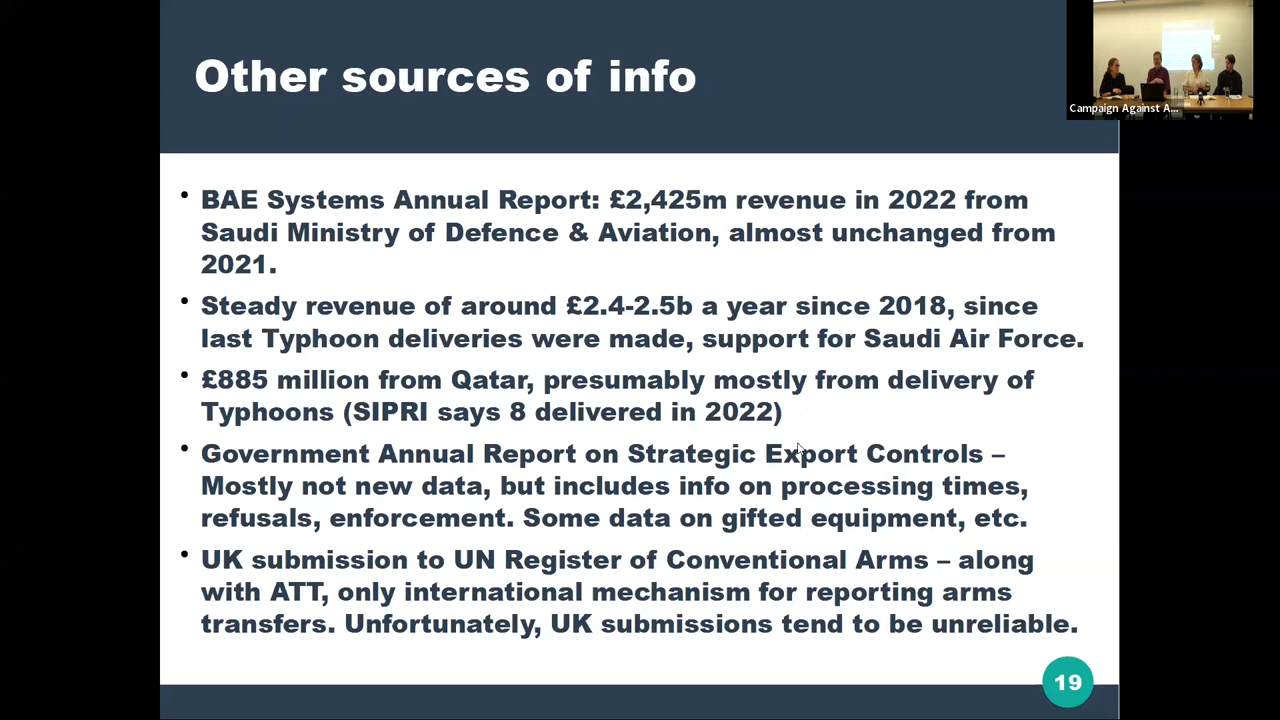 Other sources of info
Campaign Against A...
• BAE Systems Annual Report: £2,425m revenue in 2022 from
Saudi Ministry of Defence & Aviation, almost unchanged from
2021.
• Steady revenue of around £2.4-2.5b a year since 2018, since
last Typhoon deliveries were made, support for Saudi Air Force.
• £885 million from Qatar, presumably mostly from delivery of
Typhoons (SIPRI says 8 delivered in 2022)
• Government Annual Report on Strategic Export Controls –
Mostly not new data, but includes info on processing times,
refusals, enforcement. Some data on gifted equipment, etc.
• UK submission to UN Register of Conventional Arms – along
with ATT, only international mechanism for reporting arms
transfers. Unfortunately, UK submissions tend to be unreliable.
19